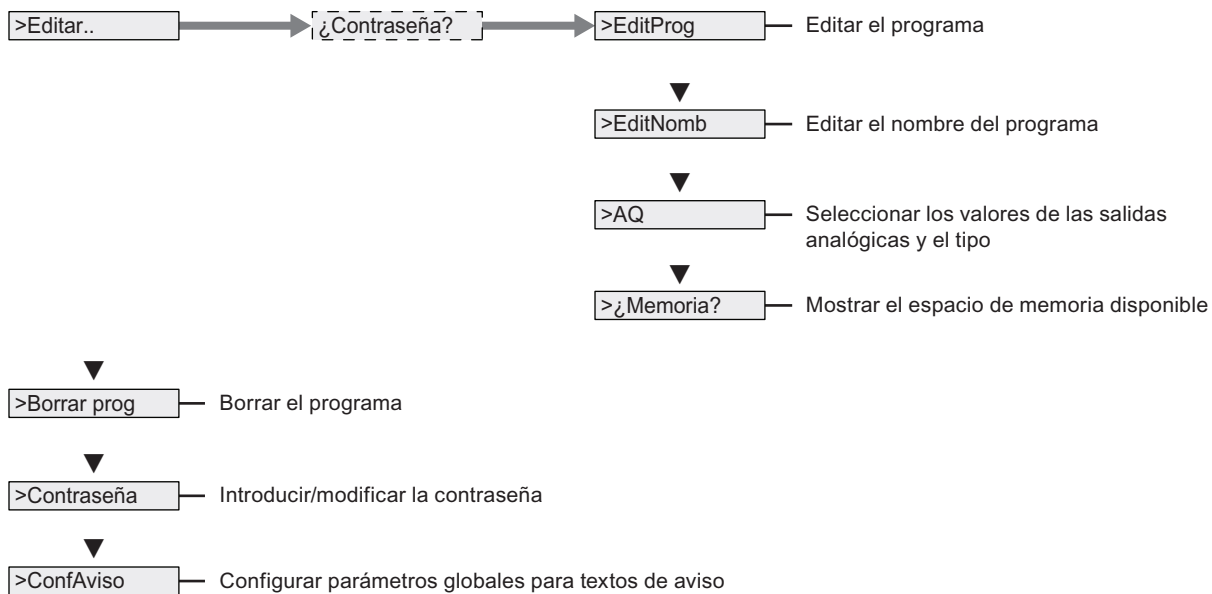 >Editar..
¿Contraseña?
>EditProg
Editar el programa
>EditNomb
Editar el nombre del programa
>AQ
Seleccionar los valores de las salidas
analógicas y el tipo
>¿Memoria?
Mostrar el espacio de memoria disponible
>Borrar prog
Borrar el programa
>Contraseña
Introducir/modificar la contraseña
>ConfAviso
Configurar parámetros globales para textos de aviso